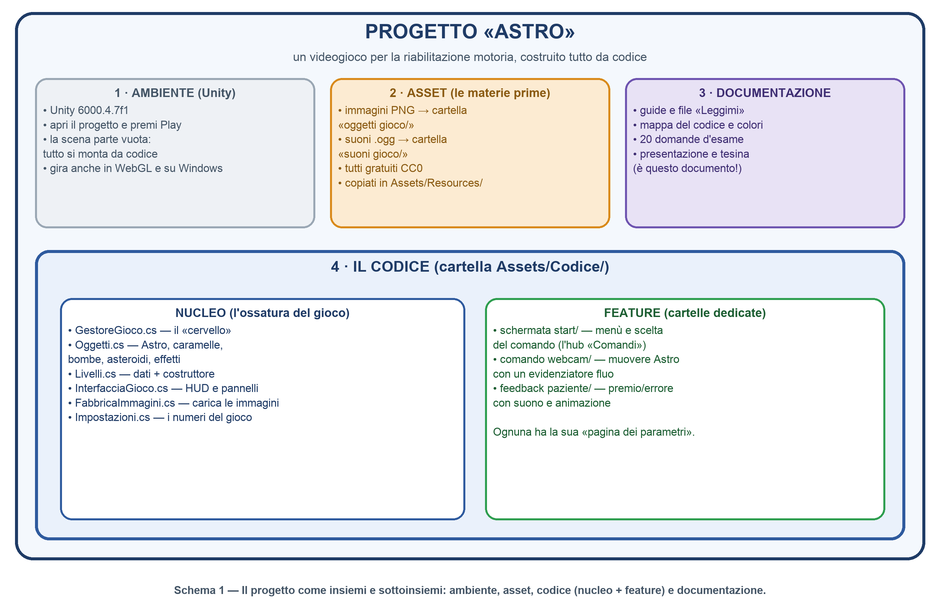 PROGETTO «ASTRO»
un videogioco per la riabilitazione motoria, costruito tutto da codice
1 · AMBIENTE (Unity)
• Unity 6000.4.7f1
• apri il progetto e premi Play
• la scena parte vuota:
tutto si monta da codice
• gira anche in WebGL e su Windows
2 · ASSET (le materie prime)
• immagini PNG → cartella
«oggetti gioco/»
• suoni .ogg → cartella
«suoni gioco/»
• tutti gratuiti CC0
• copiati in Assets/Resources/
3 · DOCUMENTAZIONE
• guide e file «Leggimi»
• mappa del codice e colori
• 20 domande d'esame
• presentazione e tesina
(è questo documento!)
4 · IL CODICE (cartella Assets/Codice/)
NUCLEO (l'ossatura del gioco)
• GestoreGioco.cs — il «cervello»
• Oggetti.cs — Astro, caramelle,
bombe, asteroidi, effetti
• Livelli.cs — dati + costruttore
• InterfacciaGioco.cs — HUD e pannelli
• FabbricaImmagini.cs — carica le immagini
• Impostazioni.cs — i numeri del gioco
FEATURE (cartelle dedicate)
• schermata start/ — menù e scelta
del comando (l'hub «Comandi»)
• comando webcam/ — muovere Astro
con un evidenziatore fluo
• feedback paziente/ — premio/errore
con suono e animazione
Ognuna ha la sua «pagina dei parametri».
Schema 1 — Il progetto come insiemi e sottoinsiemi: ambiente, asset, codice (nucleo + feature) e documentazione.